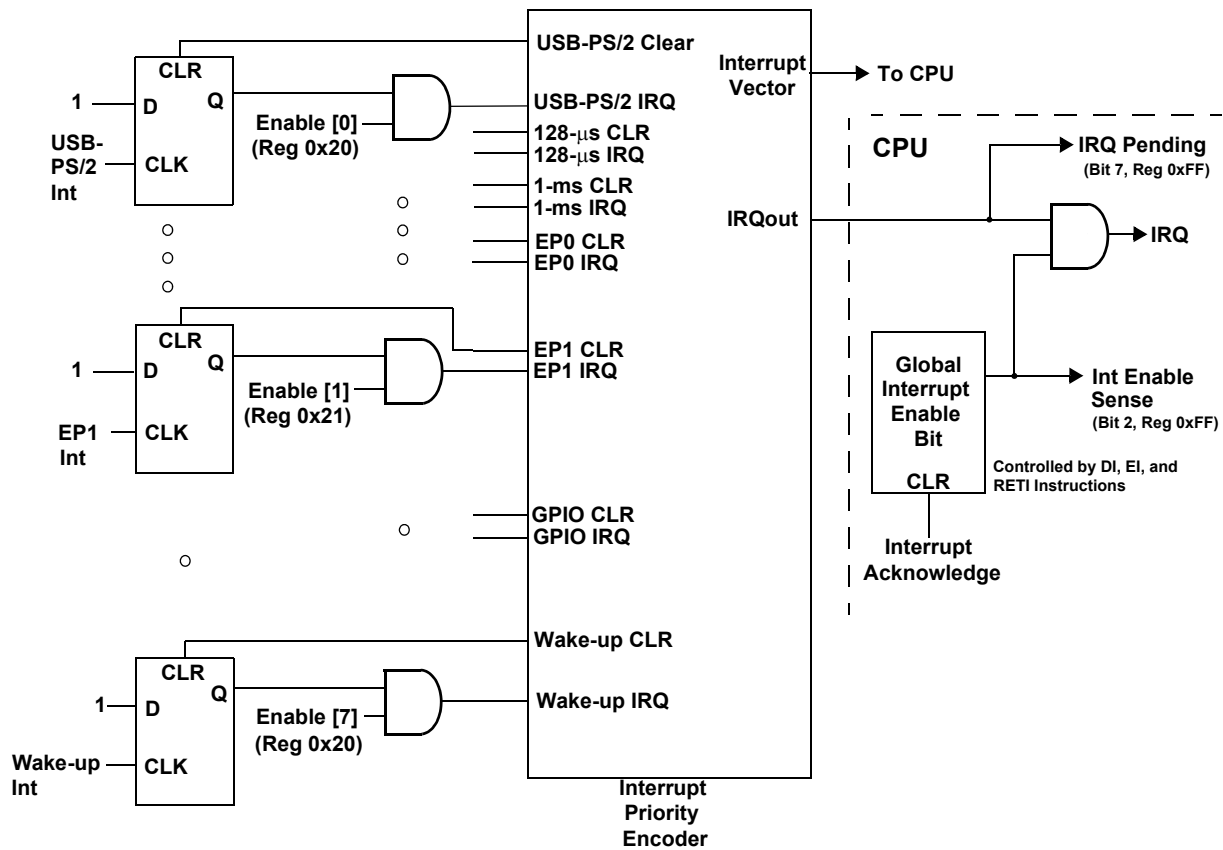 CLR
1
D
Q
USB-
PS/2
Int
CLK
Enable [0]
(Reg 0x20)
CLR
1
D
Q
EP1
Int
CLK
Enable [1]
(Reg 0x21)
CLR
1
D
Q
Wake-up
Int
CLK
Enable [7]
(Reg 0x20)
USB-PS/2 Clear
USB-PS/2 IRQ
128-μs CLR
128-μs IRQ
1-ms CLR
1-ms IRQ
EP0 CLR
EP0 IRQ
EP1 CLR
EP1 IRQ
GPIO CLR
GPIO IRQ
Wake-up CLR
Wake-up IRQ
Interrupt
Vector
IRQout
Interrupt
Priority
Encoder
To CPU
CPU
IRQ Pending
(Bit 7, Reg 0xFF)
IRQ
Global
Interrupt
Enable
Bit
CLR
Int Enable
Sense
(Bit 2, Reg 0xFF)
Controlled by DI, EI, and
RETI Instructions
Interrupt
Acknowledge